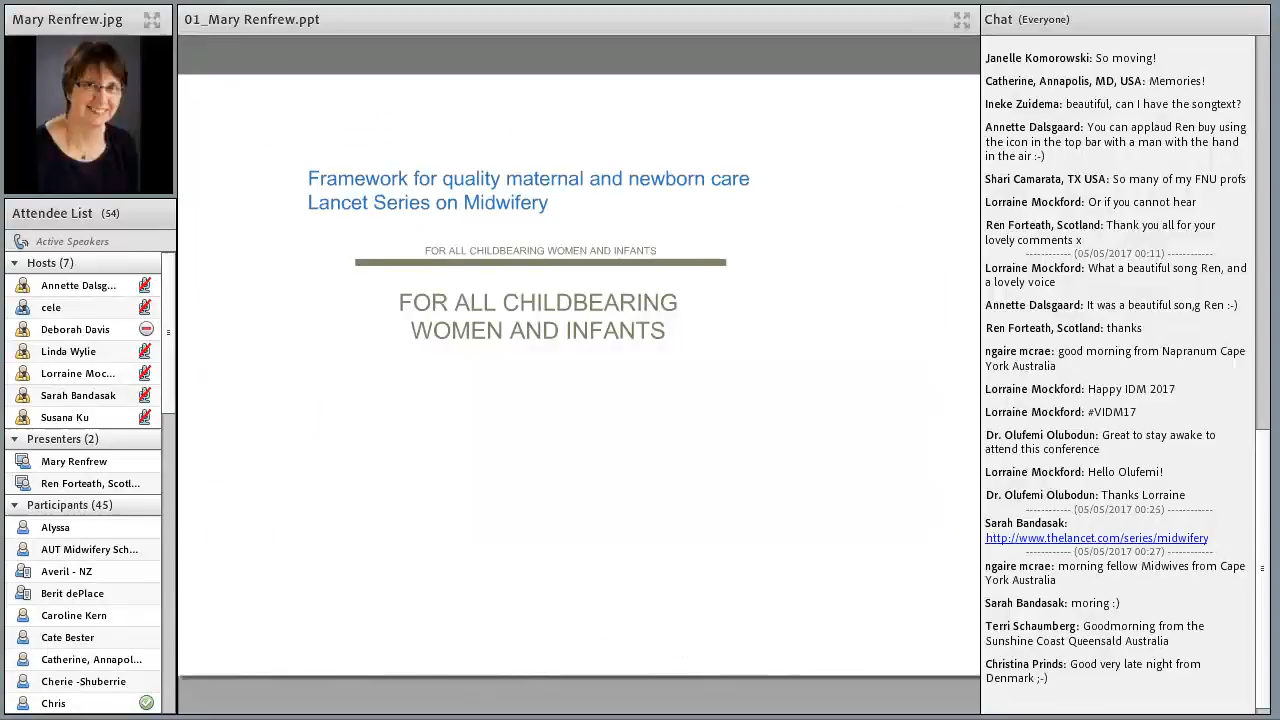 Mary Renfrew.jpg
Attendee List (54)
Active Speakers
Hosts (7)
Annette Dalsg...
cele
Deborah Davis
Linda Wylie
Lorraine Moc...
Sarah Bandasak
Susana Ku
Presenters (2)
Mary Renfrew
Ren Forteath, Scotl...
Participants (45)
Alyssa
AUT Midwifery Sch...
Averil - NZ
Berit dePlace
Caroline Kern
Cate Bester
Catherine, Annapol...
Cherie -Shuberrie
Chris
01_Mary Renfrew.ppt
Framework for quality maternal and newborn care
Lancet Series on Midwifery
FOR ALL CHILDBEARING WOMEN AND INFANTS
FOR ALL CHILDBEARING
WOMEN AND INFANTS
Chat (Everyone)
Janelle Komorowski: So moving!
Catherine, Annapolis, MD, USA: Memories!
Ineke Zuidema: beautiful, can I have the songtext?
Annette Dalsgaard: You can applaud Ren buy using
the icon in the top bar with a man with the hand
in the air :-)
Shari Camarata, TX USA: So many of my FNU profs
Lorraine Mockford: Or if you cannot hear
Ren Forteath, Scotland: Thank you all for your
lovely comments x
------------ (05/05/2017 00:11) ------------
Lorraine Mockford: What a beautiful song Ren, and
a lovely voice
Annette Dalsgaard: It was a beautiful son,g Ren :-)
Ren Forteath, Scotland: thanks
ngaire mcrae: good morning from Napranum Cape
York Australia
Lorraine Mockford: Happy IDM 2017
Lorraine Mockford: #VIDM17
Dr. Olufemi Olubodun: Great to stay awake to
attend this conference
Lorraine Mockford: Hello Olufemi!
Dr. Olufemi Olubodun: Thanks Lorraine
------------ (05/05/2017 00:25) ------------
Sarah Bandasak:
http://www.thelancet.com/series/midwifery
------------ (05/05/2017 00:27) ------------
ngaire mcrae: morning fellow Midwives from Cape
York Australia
Sarah Bandasak: moring :)
Terri Schaumberg: Goodmorning from the
Sunshine Coast Queensald Australia
Christina Prinds: Good very late night from
Denmark ;-)